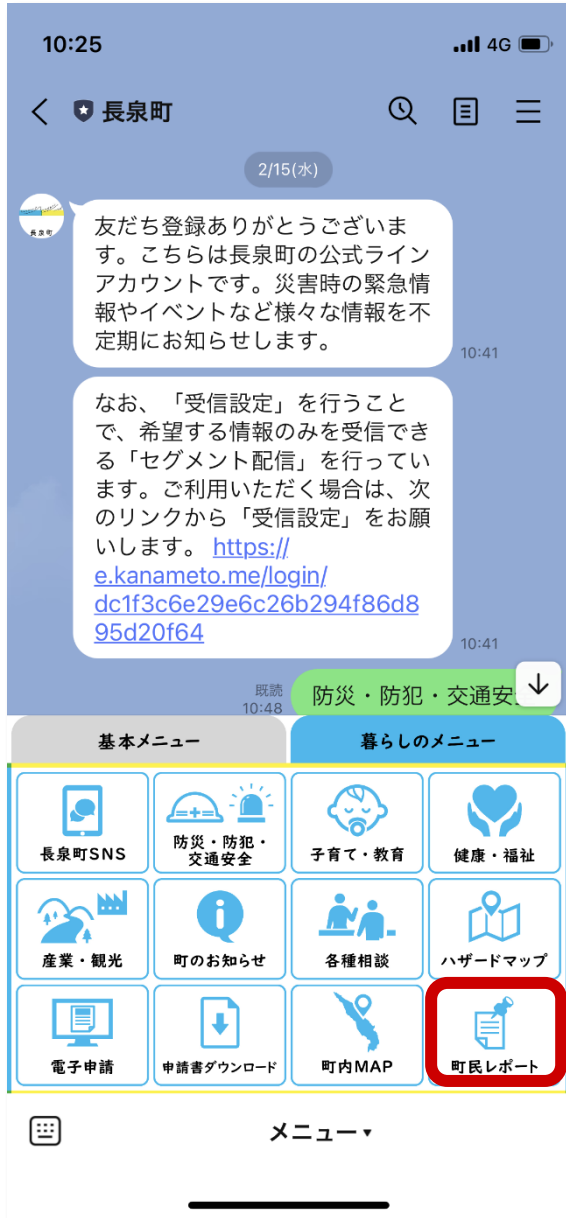 10:25
4G
長泉町
2/15(水)
長泉町
友だち登録ありがとうございま
す。こちらは長泉町の公式ライン
アカウントです。災害時の緊急情
報やイベントなど様々な情報を不
定期にお知らせします。
10:41
なお、「受信設定」を行うこと
で、希望する情報のみを受信でき
る「セグメント配信」を行ってい
ます。ご利用いただく場合は、次
のリンクから「受信設定」をお願
いします。 https://
e.kanameto.me/login/
dc1f3c6e29e6c26b294f86d8
95d20f64
10:41
既読
10:48
防災・防犯・交通安
基本メニュー
暮らしのメニュー
長泉町SNS
防災・防犯・
交通安全
子育て・教育
健康・福祉
産業・観光
町のお知らせ
各種相談
ハザードマップ
電子申請
申請書ダウンロード
町内MAP
町民レポート
メニュー▾